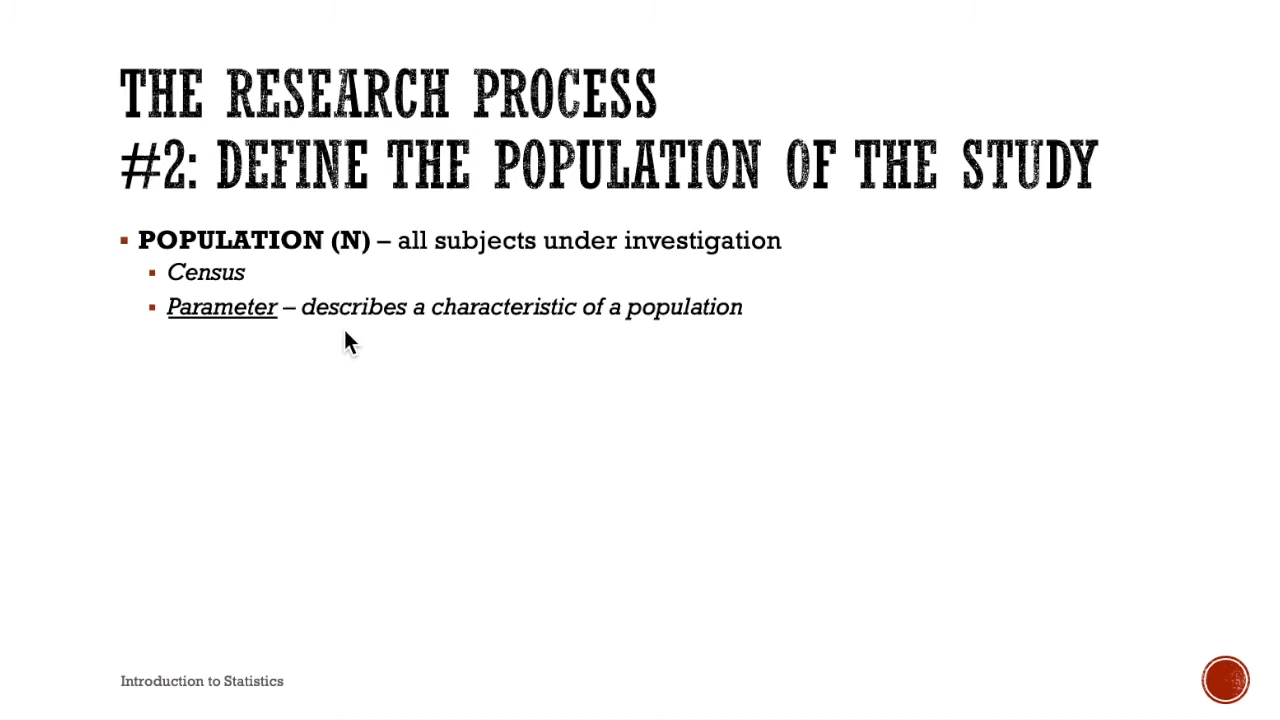 THE RESEARCH PROCESS
#2: DEFINE THE POPULATION OF THE STUDY
POPULATION (N) – all subjects under investigation
Census
Parameter – describes a characteristic of a population
Introduction to Statistics